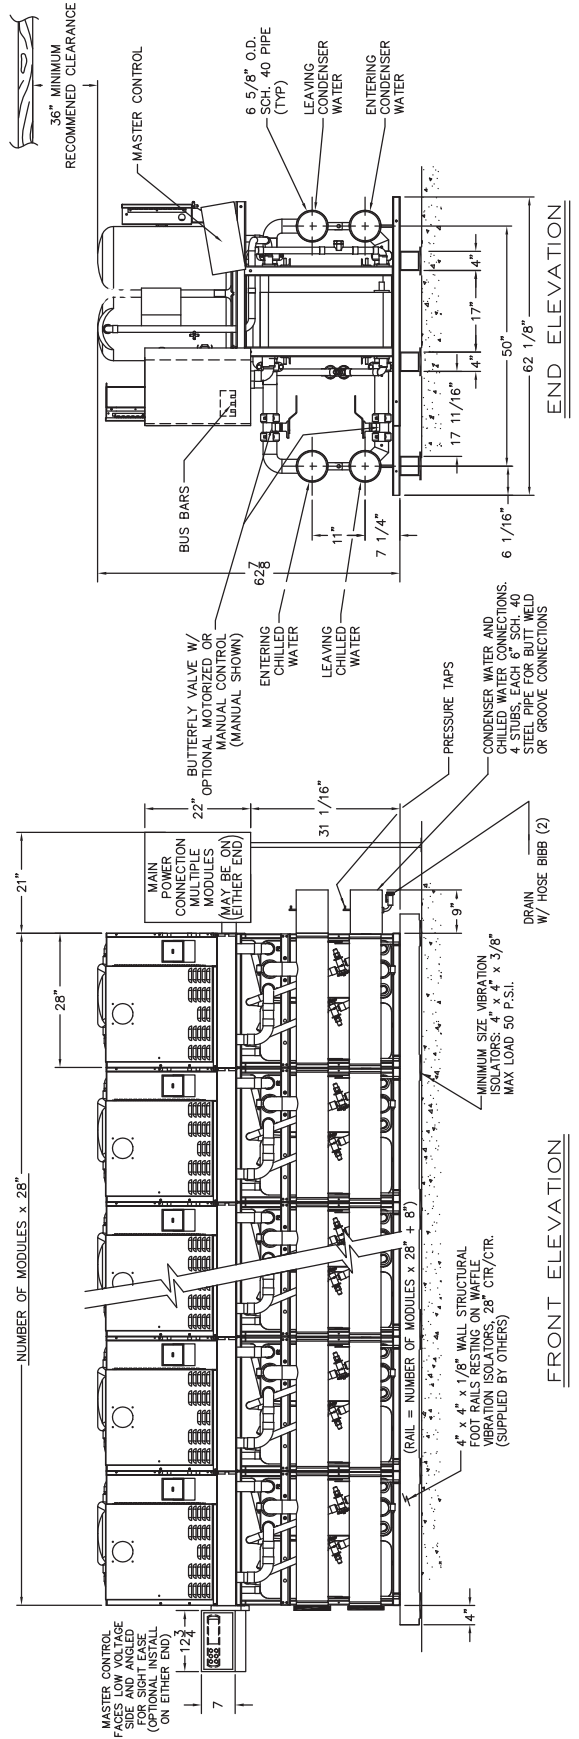 MASTER CONTROL
FACES LOW VOLTAGE
SIDE AND ANGLED
FOR SIGHT EASE
(OPTIONAL INSTALL
ON EITHER END)
12 3/4
7
NUMBER OF MODULES x 28"
28"
21"
MAIN
POWER
CONNECTION
MULTIPLE
MODULES
(MAY BE ON
EITHER END)
22"
31 1/16"
PRESSURE TAPS
CONDENSER WATER AND
CHILLED WATER CONNECTIONS.
4 STUBS, EACH 6" SCH. 40
STEEL PIPE FOR BUTT WELD
OR GROOVE CONNECTIONS
9"
DRAIN
W/ HOSE BIBB (2)
MINIMUM SIZE VIBRATION
ISOLATORS: 4" x 4" x 3/8"
MAX LOAD 50 P.S.I.
(RAIL = NUMBER OF MODULES x 28" + 8")
4" x 4" x 1/8" WALL STRUCTURAL
FOOT RAILS RESTING ON WAFFLE
VIBRATION ISOLATORS, 28" CTR/CTR.
(SUPPLIED BY OTHERS)
4"
FRONT ELEVATION
36" MINIMUM
RECOMMENED CLEARANCE
MASTER CONTROL
6 5/8" O.D.
SCH. 40 PIPE
(TYP)
LEAVING
CONDENSER
WATER
ENTERING
CONDENSER
WATER
BUS BARS
BUTTERFLY VALVE W/
OPTIONAL MOTORIZED OR
MANUAL CONTROL
(MANUAL SHOWN)
ENTERING
CHILLED
WATER
LEAVING
CHILLED
WATER
62 7/8
11"
7 1/4"
6 1/16"
17 11/16"
4"
17"
4"
50"
62 1/8"
END ELEVATION